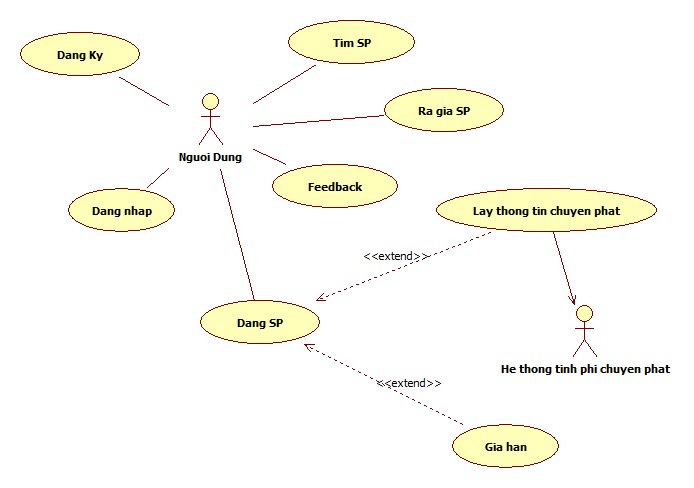 Tim SP
Dang Ky
Ra gia SP
Nguoi Dung
Feedback
Dang nhap
Lay thong tin chuyen phat
<<extend>>
Dang SP
He thong tinh phi chuyen phat
<<extend>>
Gia han